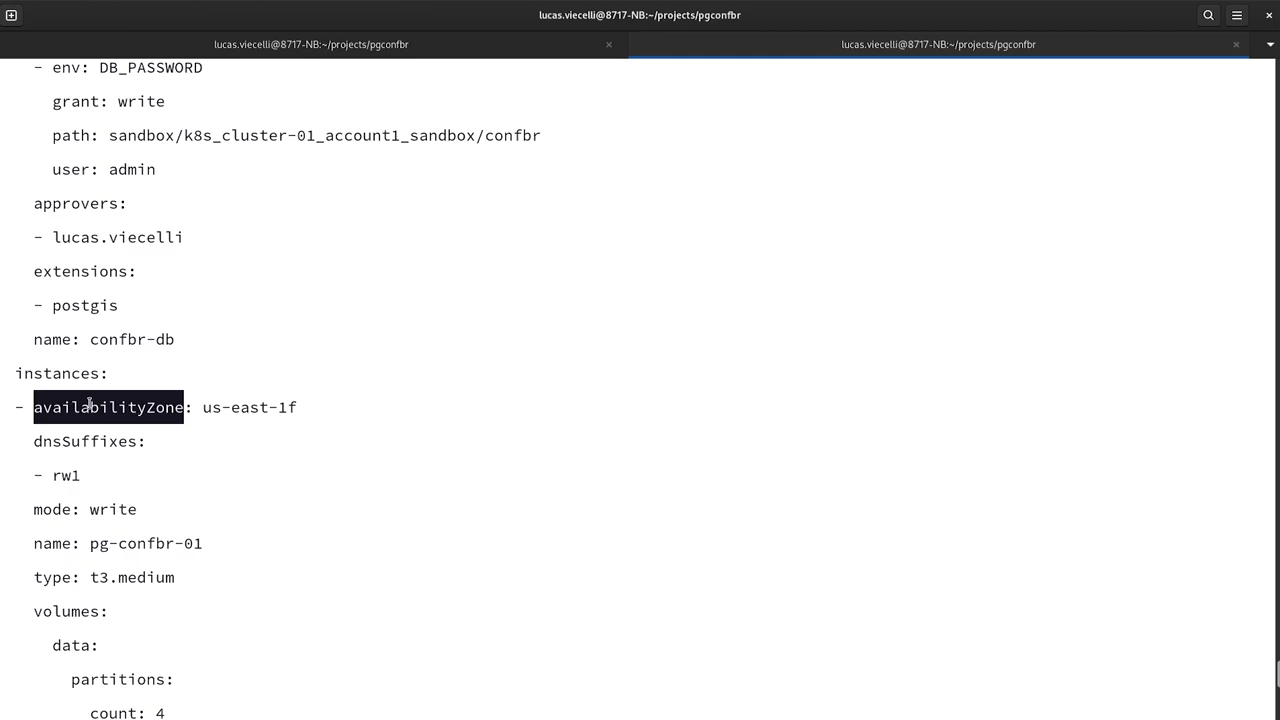 lucas.viecelli@8717-NB:~/projects/pgconfbr
lucas.viecelli@8717-NB:~/projects/pgconfbr
lucas.viecelli@8717-NB:~/projects/pgconfbr
- env: DB_PASSWORD
grant: write
path: sandbox/k8s_cluster-01_account1_sandbox/confbr
user: admin
approvers:
- lucas.viecelli
extensions:
- postgis
name: confbr-db
instances:
- availabilityZone: us-east-1f
dnsSuffixes:
- rw1
mode: write
name: pg-confbr-01
type: t3.medium
volumes:
data:
partitions:
count: 4